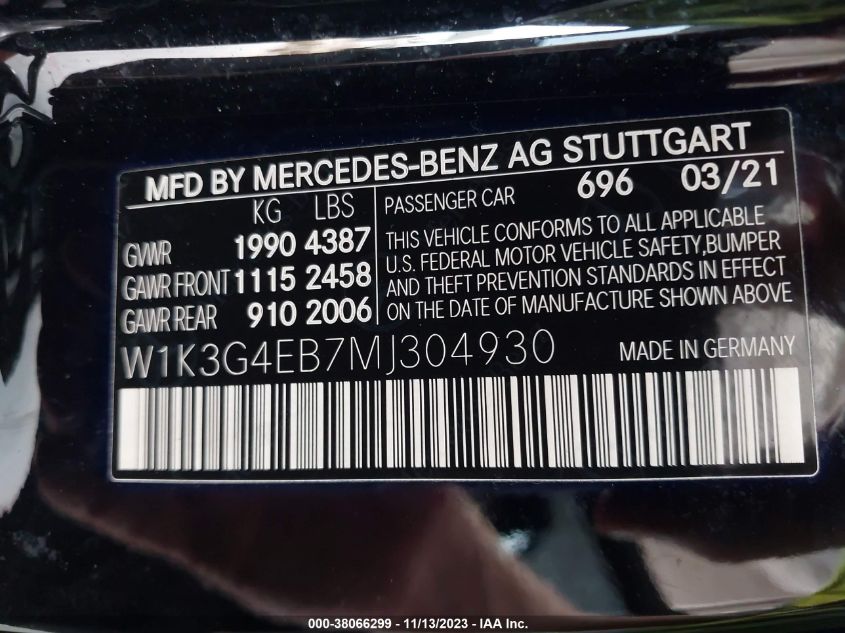 MFD BY MERCEDES-BENZ AG STUTTGART
KG LBS
GVWR 1990 4387
GAWR FRONT 1115 2458
GAWR REAR 910 2006
PASSENGER CAR 696 03/21
THIS VEHICLE CONFORMS TO ALL APPLICABLE
U.S. FEDERAL MOTOR VEHICLE SAFETY,BUMPER
AND THEFT PREVENTION STANDARDS IN EFFECT
ON THE DATE OF MANUFACTURE SHOWN ABOVE
W1K3G4EB7MJ304930 MADE IN GERMANY
000-38066299 - 11/13/2023 - IAA Inc.